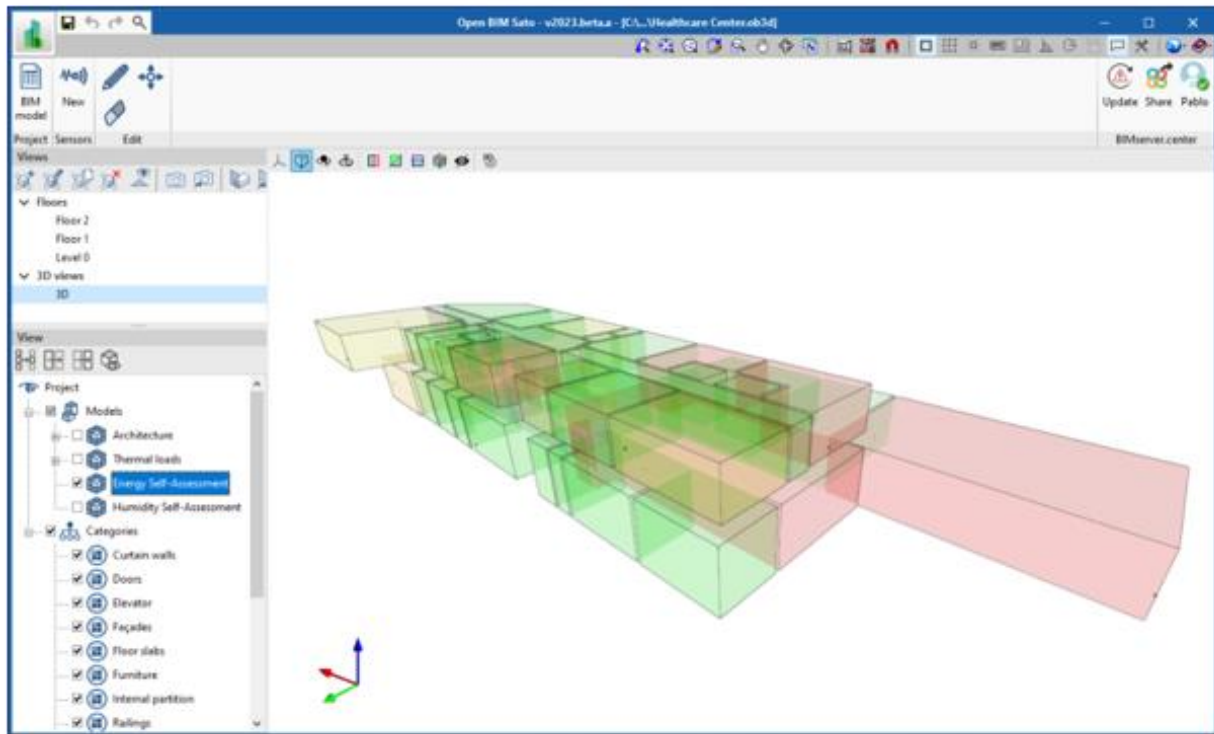 Open BIM Sato - v2023.beta.a - [C:\...\Healthcare Center.ob3d]
BIM model
New
Update Share Pablo
Project Sensors Edit
BIMserver.center
Views
Floors
Floor 2
Floor 1
Level 0
3D views
3D
View
Project
Models
Architecture
Thermal loads
Energy Self-Assessment
Humidity Self-Assessment
Categories
Curtain walls
Doors
Elevator
Façades
Floor slabs
Furniture
Internal partition
Railings